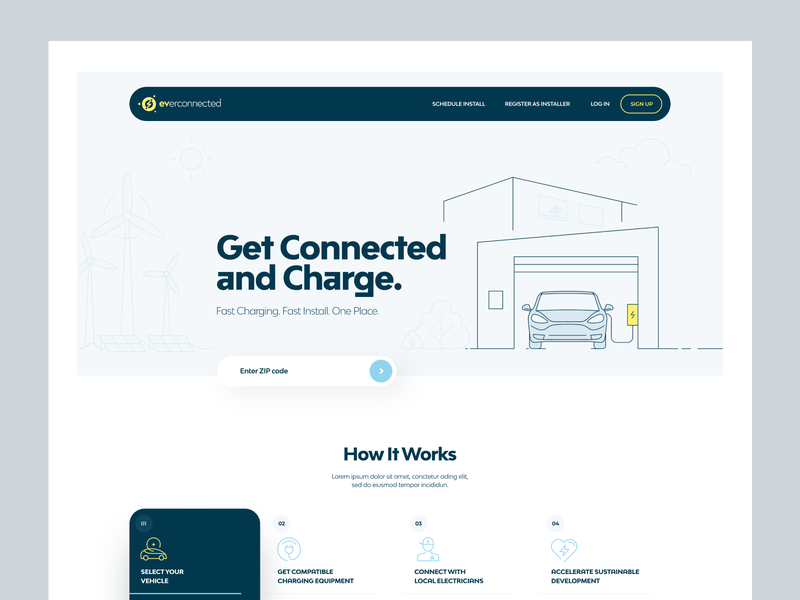 everconnected
SCHEDULE INSTALL
REGISTER AS INSTALLER
LOG IN
SIGN UP
Get Connected
and Charge.
Fast Charging. Fast Install. One Place.
Enter ZIP code
How It Works
Lorem ipsum dolor sit amet, conctetur ading elit,
sed do eiusmod tempor incididun.
01
SELECT YOUR
VEHICLE
02
GET COMPATIBLE
CHARGING EQUIPMENT
03
CONNECT WITH
LOCAL ELECTRICIANS
04
ACCELERATE SUSTAINABLE
DEVELOPMENT